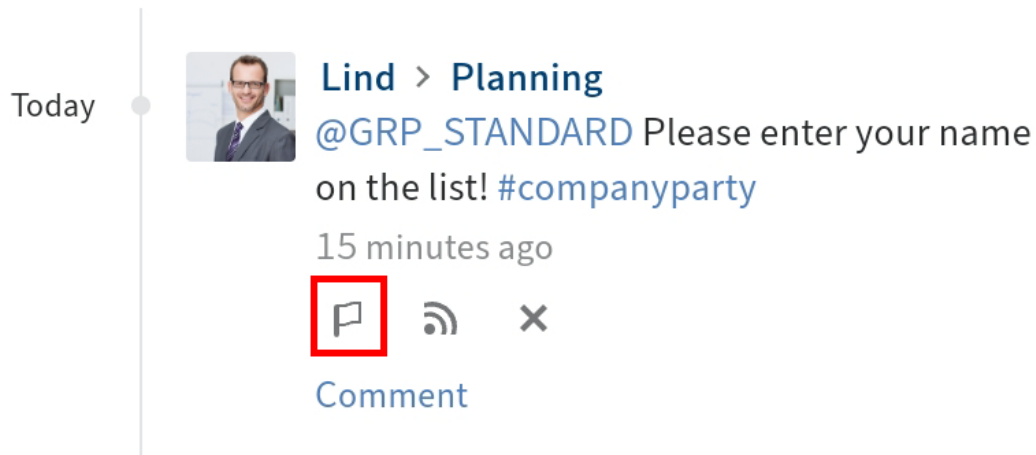 Today
Lind > Planning
@GRP_STANDARD Please enter your name
on the list! #companyparty
15 minutes ago
Comment